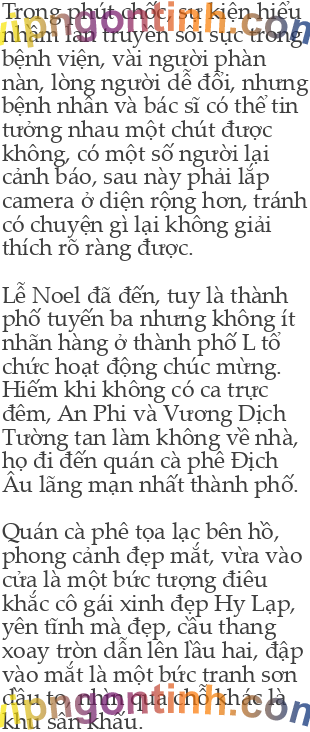 Trong phút chốc, sự kiện hiểu
nhầm lan truyền sôi sục trong
bệnh viện, vài người phàn
nàn, lòng người dễ đổi, nhưng
bệnh nhân và bác sĩ có thể tin
tưởng nhau một chút được
không, có một số người lại
cảnh báo, sau này phải lắp
camera ở diện rộng hơn, tránh
có chuyện gì lại không giải
thích rõ ràng được.
Lễ Noel đã đến, tuy là thành
phố tuyến ba nhưng không ít
nhãn hàng ở thành phố L tổ
chức hoạt động chúc mừng.
Hiếm khi không có ca trực
đêm, An Phi và Vương Dịch
Tường tan làm không về nhà,
họ đi đến quán cà phê Địch
Âu lãng mạn nhất thành phố.
Quán cà phê tọa lạc bên hồ,
phong cảnh đẹp mắt, vừa vào
cửa là một bức tượng điêu
khắc cô gái xinh đẹp Hy Lạp,
yên tĩnh mà đẹp, cầu thang
xoay tròn dẫn lên lầu hai, đập
vào mắt là một bức tranh sơn
dầu to, nhìn qua chỗ khác là
khu sân khấu.